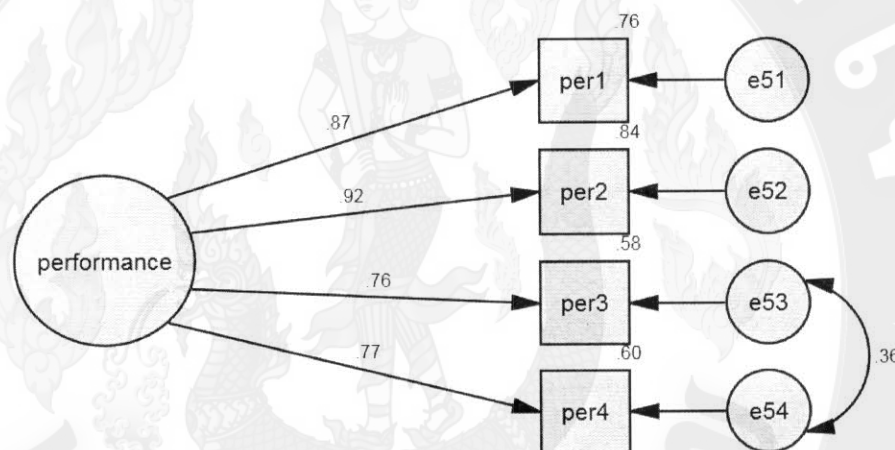 .76
per1
e51
.87
.84
per2
e52
.92
performance
.58
per3
e53
.76
.36
.60
per4
e54
.77